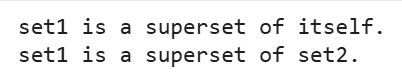 set1 is a superset of itself.
set1 is a superset of set2.